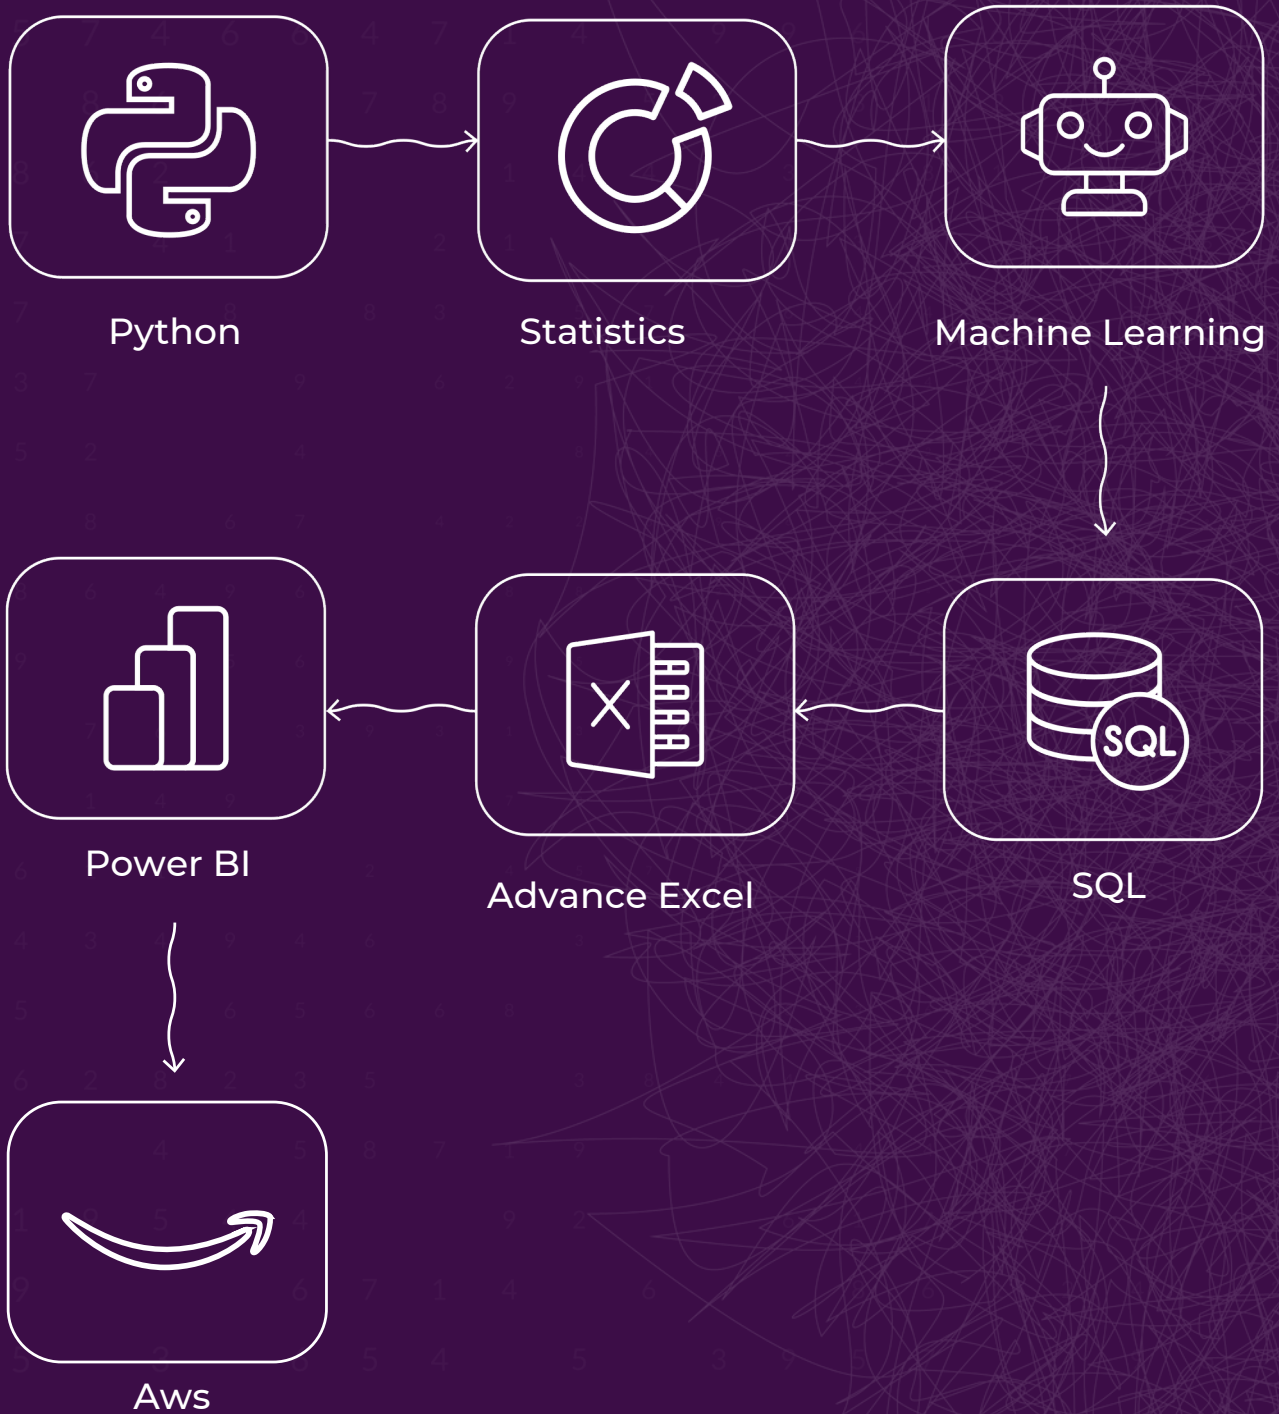 Python
Statistics
Machine Learning
SQL
SQL
Advance Excel
Power BI
Aws